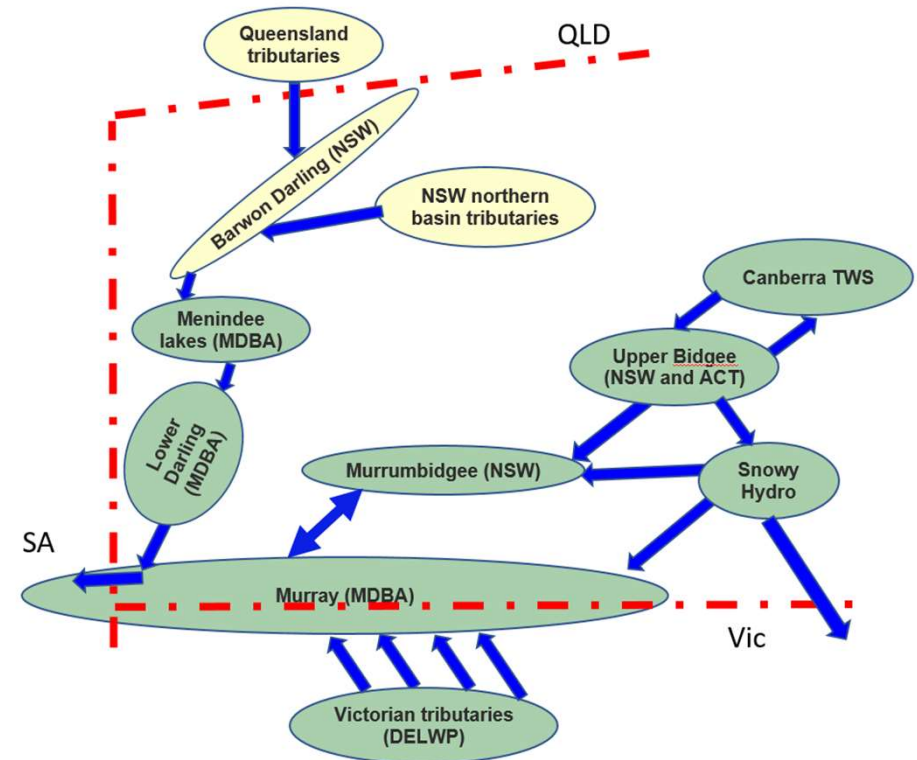 Queensland
tributaries
QLD
Barwon Darling (NSW)
NSW northern
basin tributaries
Canberra TWS
Menindee
lakes (MDBA)
Upper Bidgee
(NSW and ACT)
Lower
Darling
(MDBA)
Murrumbidgee (NSW)
Snowy
Hydro
SA
Murray (MDBA)
Vic
Victorian tributaries
(DELWP)